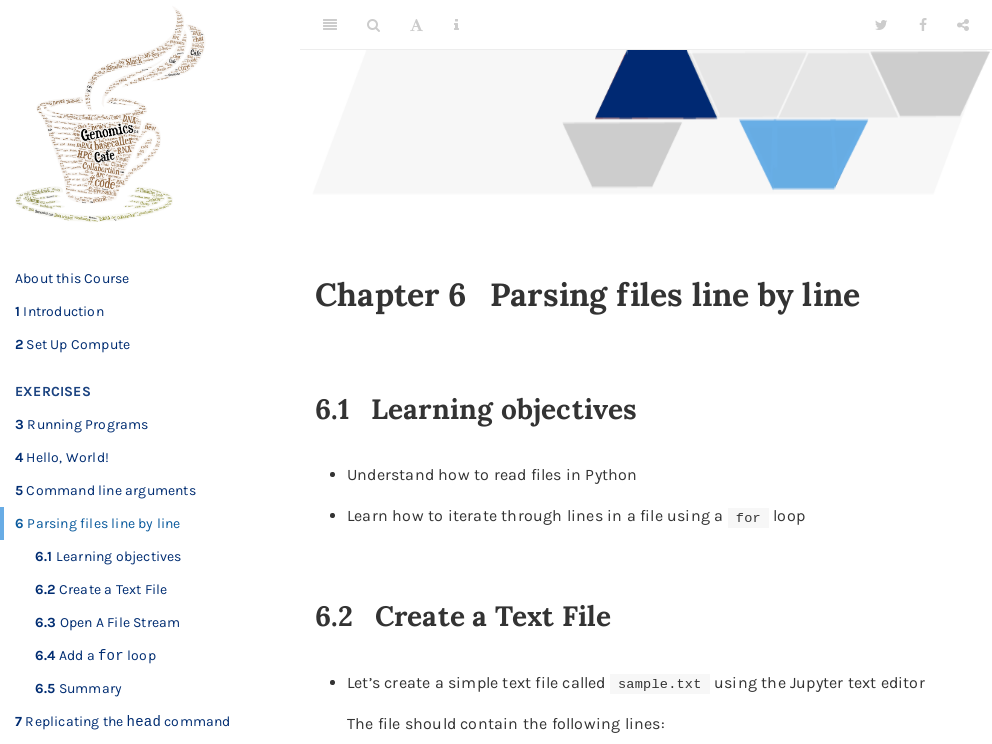 Genomics
Cafe
About this Course
1 Introduction
2 Set Up Compute
EXERCISES
3 Running Programs
4 Hello, World!
5 Command line arguments
6 Parsing files line by line
6.1 Learning objectives
6.2 Create a Text File
6.3 Open A File Stream
6.4 Add a for loop
6.5 Summary
7 Replicating the head command
Chapter 6 Parsing files line by line
6.1 Learning objectives
• Understand how to read files in Python
• Learn how to iterate through lines in a file using a for loop
6.2 Create a Text File
• Let’s create a simple text file called sample.txt using the Jupyter text editor
The file should contain the following lines: